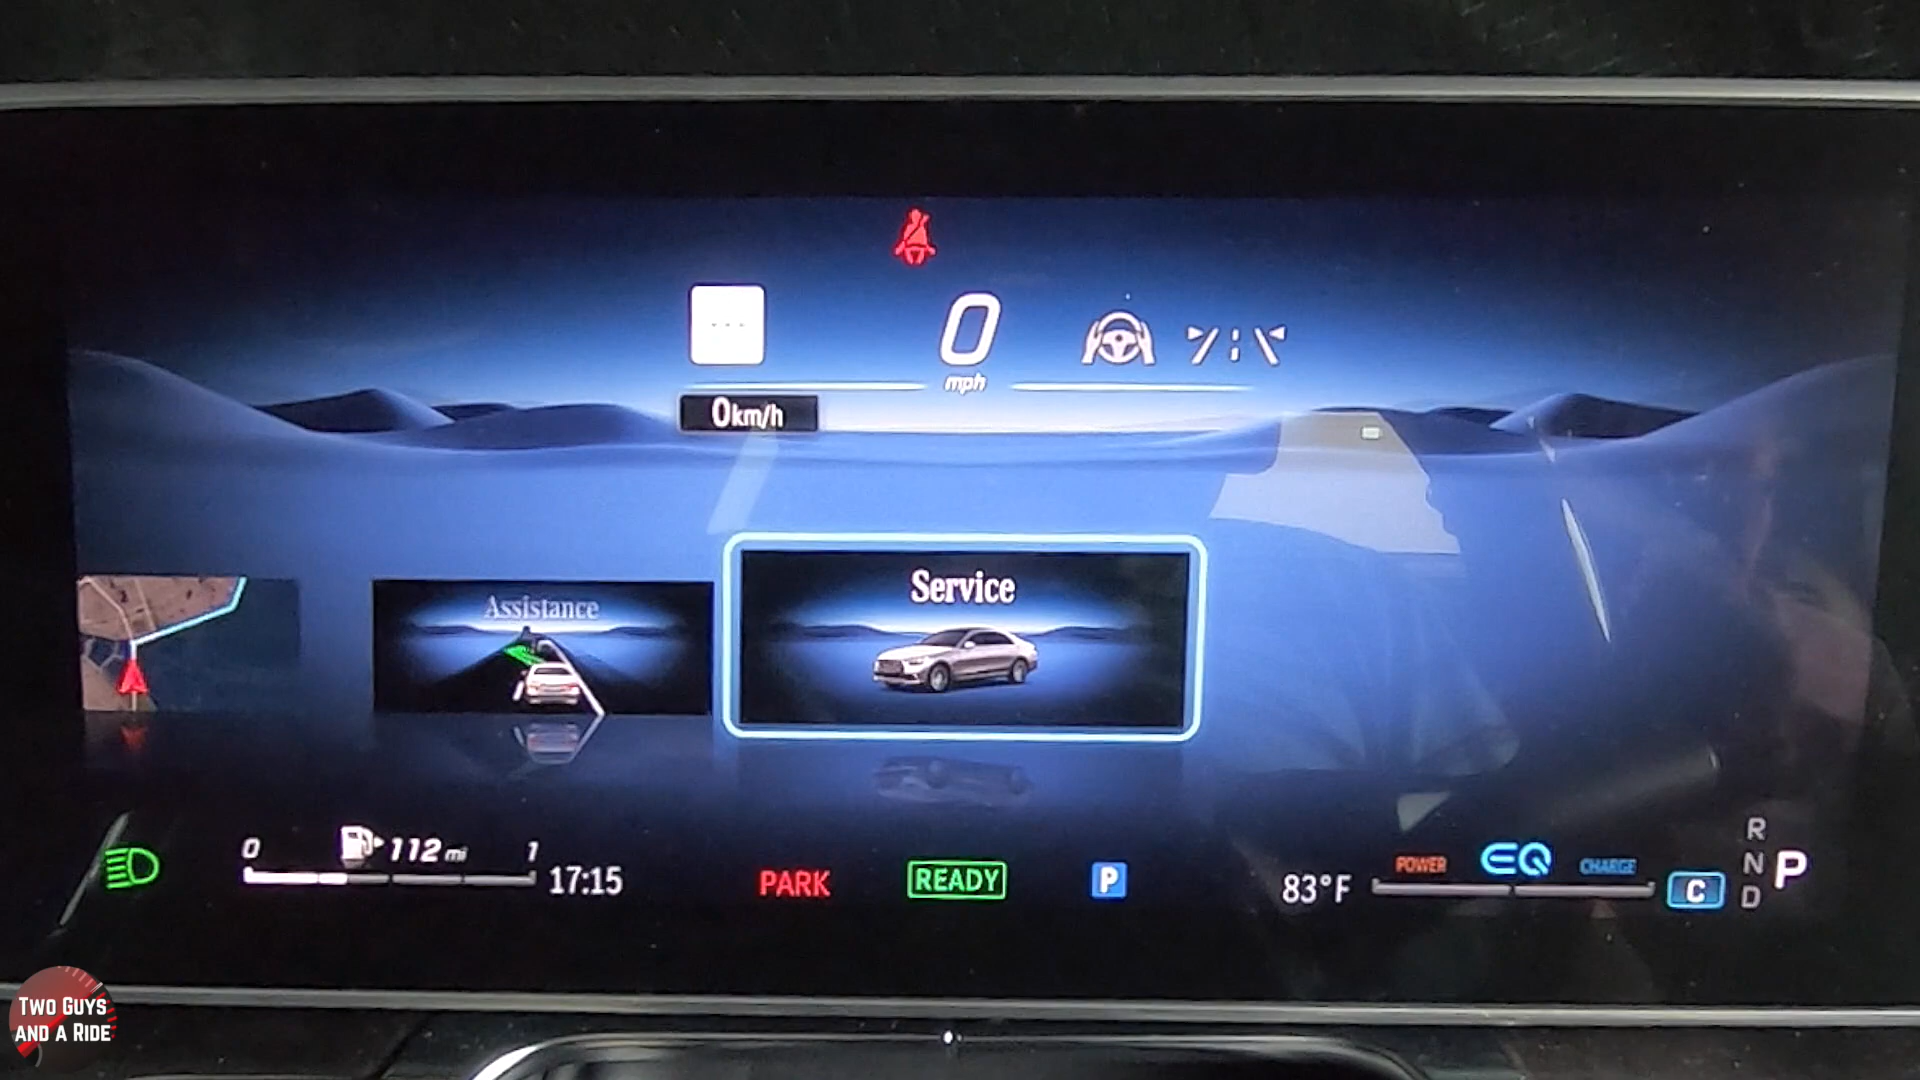 ---
0
mph
0km/h
Assistance
Service
0
112 mi
1
17:15
PARK
READY
P
83°F
POWER
EQ
CHARGE
C
R
N
D
P
TWO GUYS
AND A RIDE